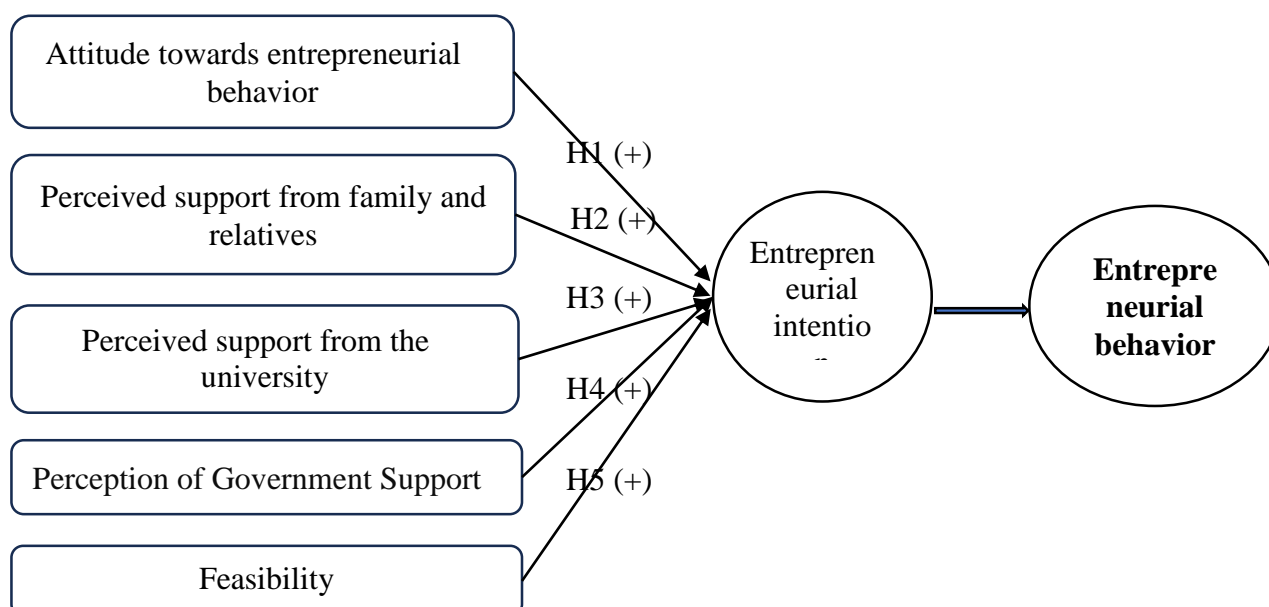 Attitude towards entrepreneurial
behavior
H1 (+)
Perceived support from family and
relatives
H2 (+)
Perceived support from the
university
H3 (+)
Perception of Government Support
H4 (+)
Feasibility
H5 (+)
Entrepren
eurial
intentio
Entrepre
neurial
behavior